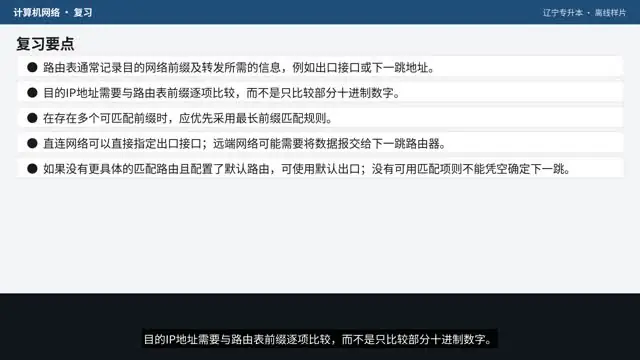 计算机网络 · 复习
辽宁专升本 · 离线样片
复习要点
● 路由表通常记录目的网络前缀及转发所需的信息，例如出口接口或下一跳地址。
● 目的IP地址需要与路由表前缀逐项比较，而不是只比较部分十进制数字。
● 在存在多个可匹配前缀时，应优先采用最长前缀匹配规则。
● 直连网络可以直接指定出口接口；远端网络可能需要将数据报交给下一跳路由器。
● 如果没有更具体的匹配路由且配置了默认路由，可使用默认出口；没有可用匹配项则不能凭空确定下一跳。
目的IP地址需要与路由表前缀逐项比较，而不是只比较部分十进制数字。